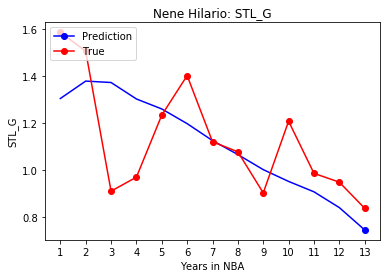 Nene Hilario: STL_G
Prediction
True
1.6
1.4
1.2
1.0
0.8
STL_G
1 2 3 4 5 6 7 8 9 10 11 12 13
Years in NBA